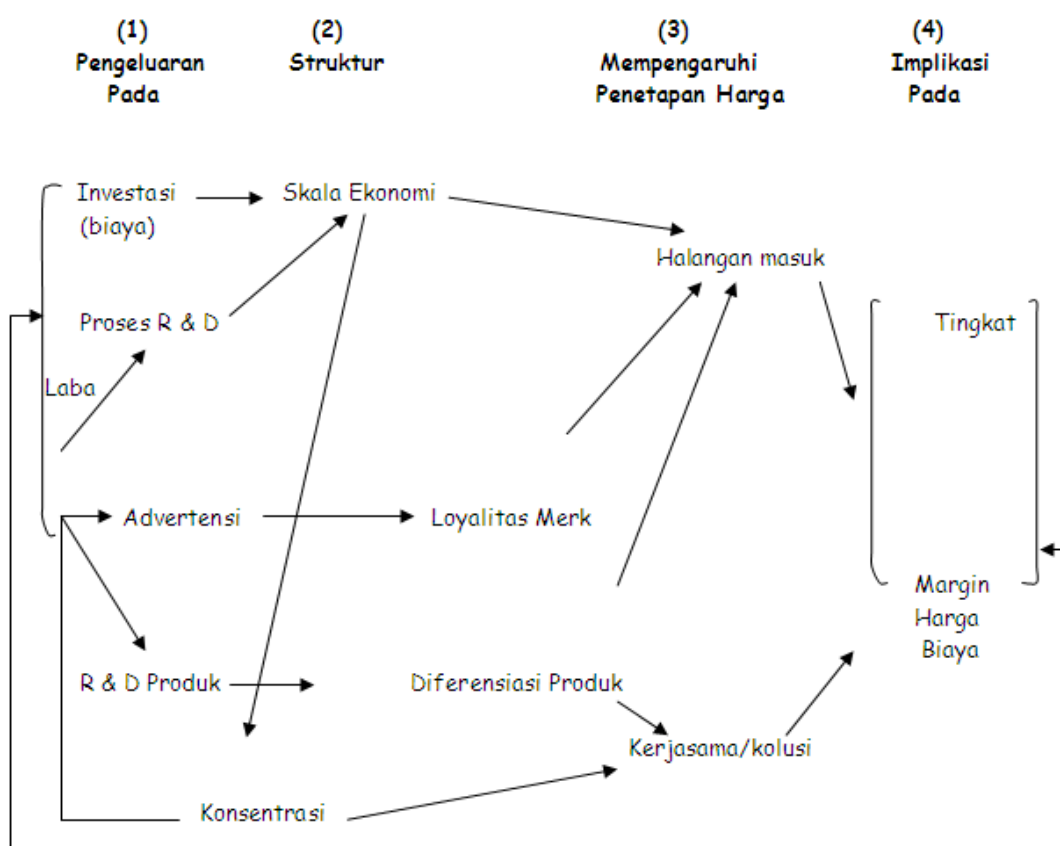 (1)
Pengeluaran
Pada
(2)
Struktur
(3)
Mempengaruhi
Penetapan Harga
(4)
Implikasi
Pada
Investasi
(biaya)
Skala Ekonomi
Halangan masuk
Proses R & D
Tingkat
Laba
Advertensi
Loyalitas Merk
Margin
Harga
Biaya
R & D Produk
Diferensiasi Produk
Kerjasama/kolusi
Konsentrasi